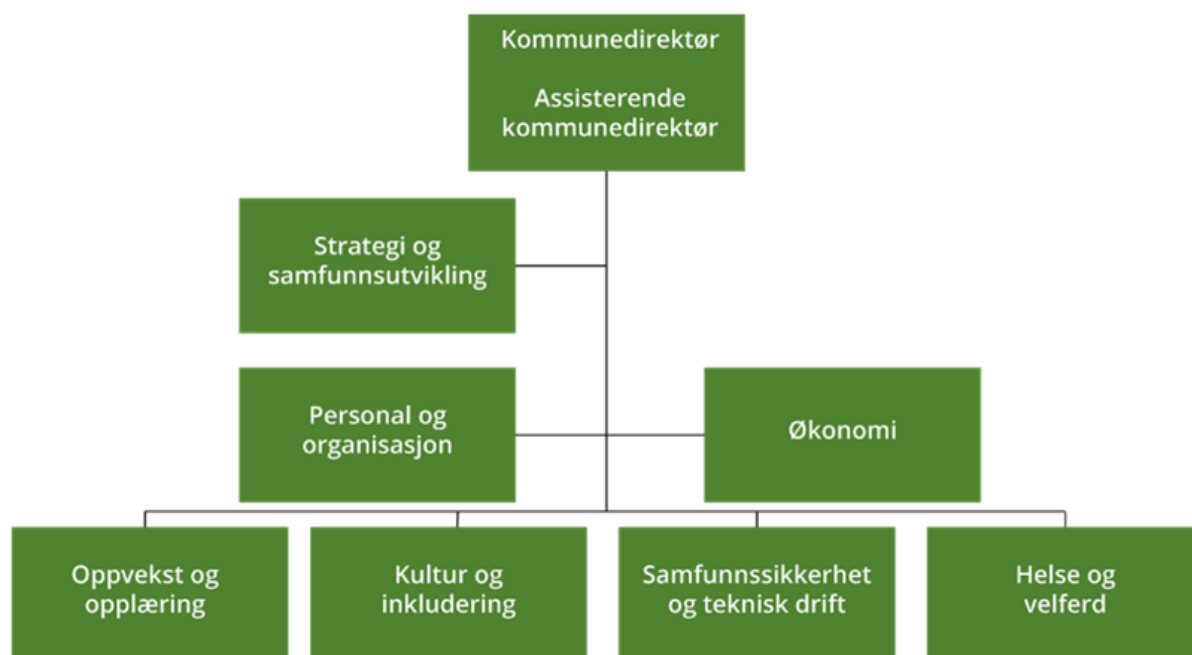 Kommunedirektør
Assisterende
kommunedirektør
Strategi og
samfunnsutvikling
Personal og
organisasjon
Økonomi
Oppvekst og
opplæring
Kultur og
inkludering
Samfunnssikkerhet
og teknisk drift
Helse og
velferd